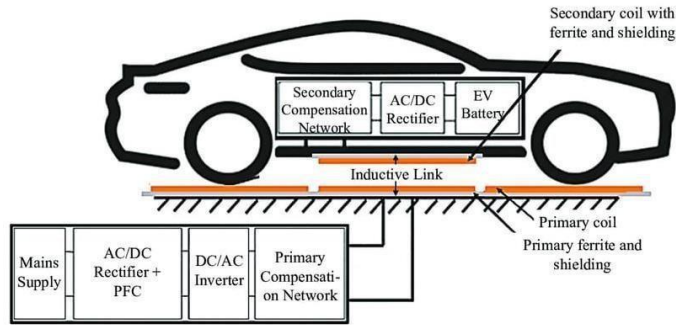 Secondary coil with
ferrite and shielding
Secondary
Compensation
Network
AC/DC
Rectifier
EV
Battery
Inductive Link
Primary coil
Primary ferrite and
shielding
Mains
Supply
AC/DC
Rectifier +
PFC
DC/AC
Inverter
Primary
Compensati-
on Network